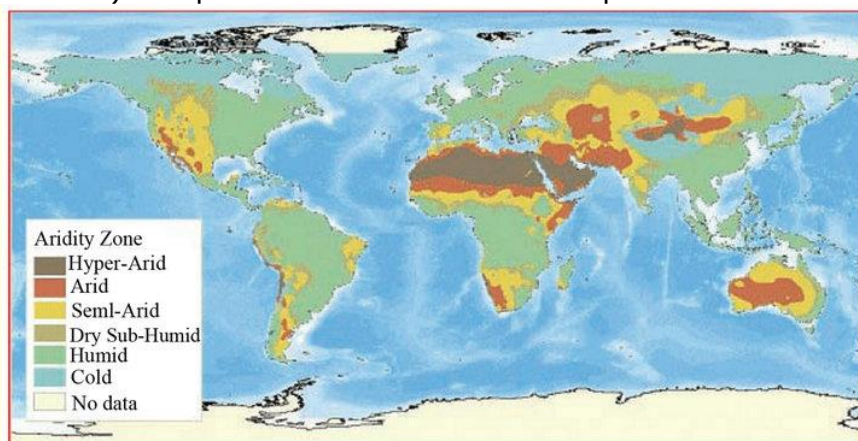 Aridity Zone
Hyper-Arid
Arid
Seml-Arid
Dry Sub-Humid
Humid
Cold
No data